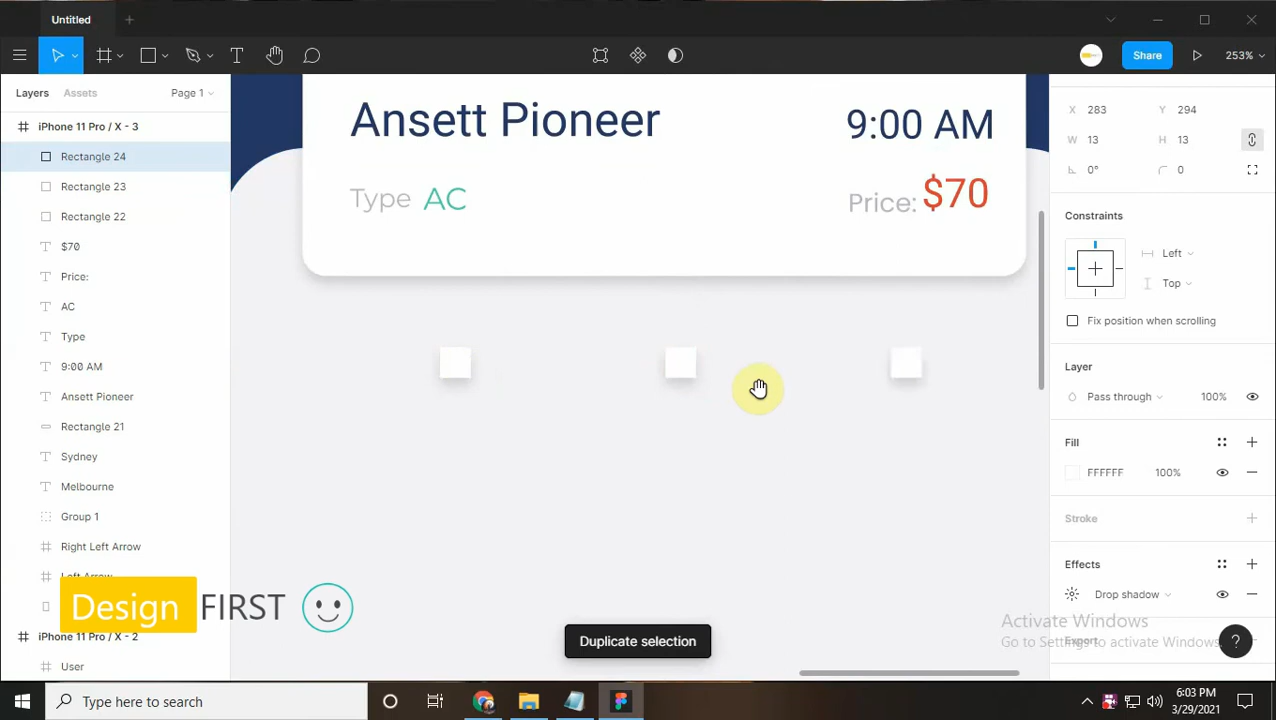 Untitled
Share
253%
Layers
Assets
Page 1
iPhone 11 Pro / X - 3
Rectangle 24
Rectangle 23
Rectangle 22
$70
Price:
AC
Type
9:00 AM
Ansett Pioneer
Rectangle 21
Sydney
Melbourne
Group 1
Right Left Arrow
Left Arrow
iPhone 11 Pro / X - 2
User
Ansett Pioneer
9:00 AM
Type AC
Price: $70
Duplicate selection
Design FIRST
X 283 Y 294
W 13 H 13
0° 0
Constraints
Left
Top
Fix position when scrolling
Layer
Pass through 100%
Fill
FFFFFF 100%
Stroke
Effects
Drop shadow
Export
Activate Windows
Go to Settings to activate Windows.
?
Type here to search
6:03 PM
3/29/2021